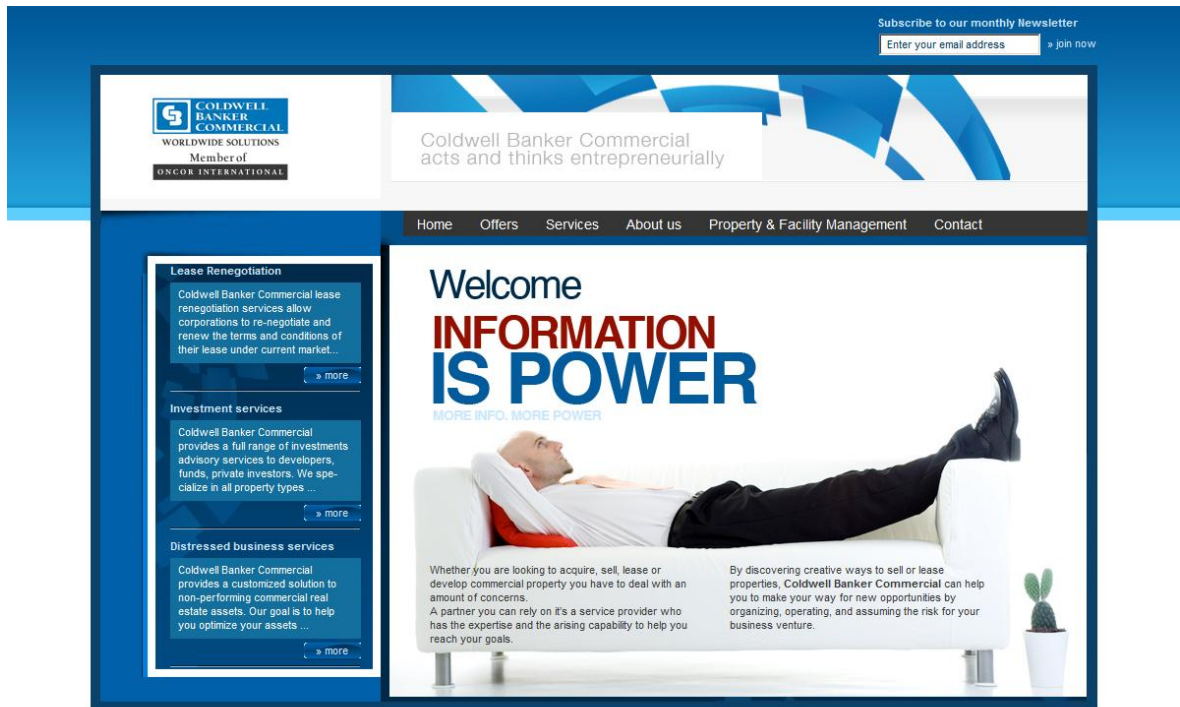 Subscribe to our monthly Newsletter
Enter your email address
» join now
COLDWELL
BANKER
COMMERCIAL
WORLDWIDE SOLUTIONS
Member of
ONCOR INTERNATIONAL
Coldwell Banker Commercial
acts and thinks entrepreneurially
Home Offers Services About us Property & Facility Management Contact
Lease Renegotiation
Coldwell Banker Commercial lease
renegotiation services allow
corporations to re-negotiate and
renew the terms and conditions of
their lease under current market...
» more
Investment services
Coldwell Banker Commercial
provides a full range of investments
advisory services to developers,
funds, private investors. We spe-
cialize in all property types ...
» more
Distressed business services
Coldwell Banker Commercial
provides a customized solution to
non-performing commercial real
estate assets. Our goal is to help
you optimize your assets ...
» more
Welcome
INFORMATION
IS POWER
MORE INFO. MORE POWER
Whether you are looking to acquire, sell, lease or
develop commercial property you have to deal with an
amount of concerns.
A partner you can rely on it's a service provider who
has the expertise and the arising capability to help you
reach your goals.
By discovering creative ways to sell or lease
properties, Coldwell Banker Commercial can help
you to make your way for new opportunities by
organizing, operating, and assuming the risk for your
business venture.